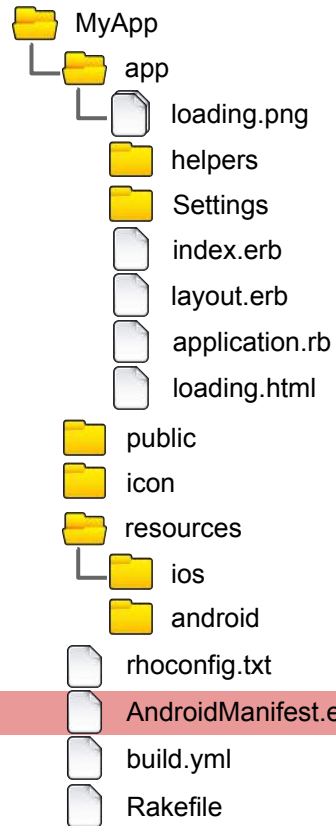 MyApp
app
loading.png
helpers
Settings
index.erb
layout.erb
application.rb
loading.html
public
icon
resources
ios
android
rhoconfig.txt
AndroidManifest.e
build.yml
Rakefile